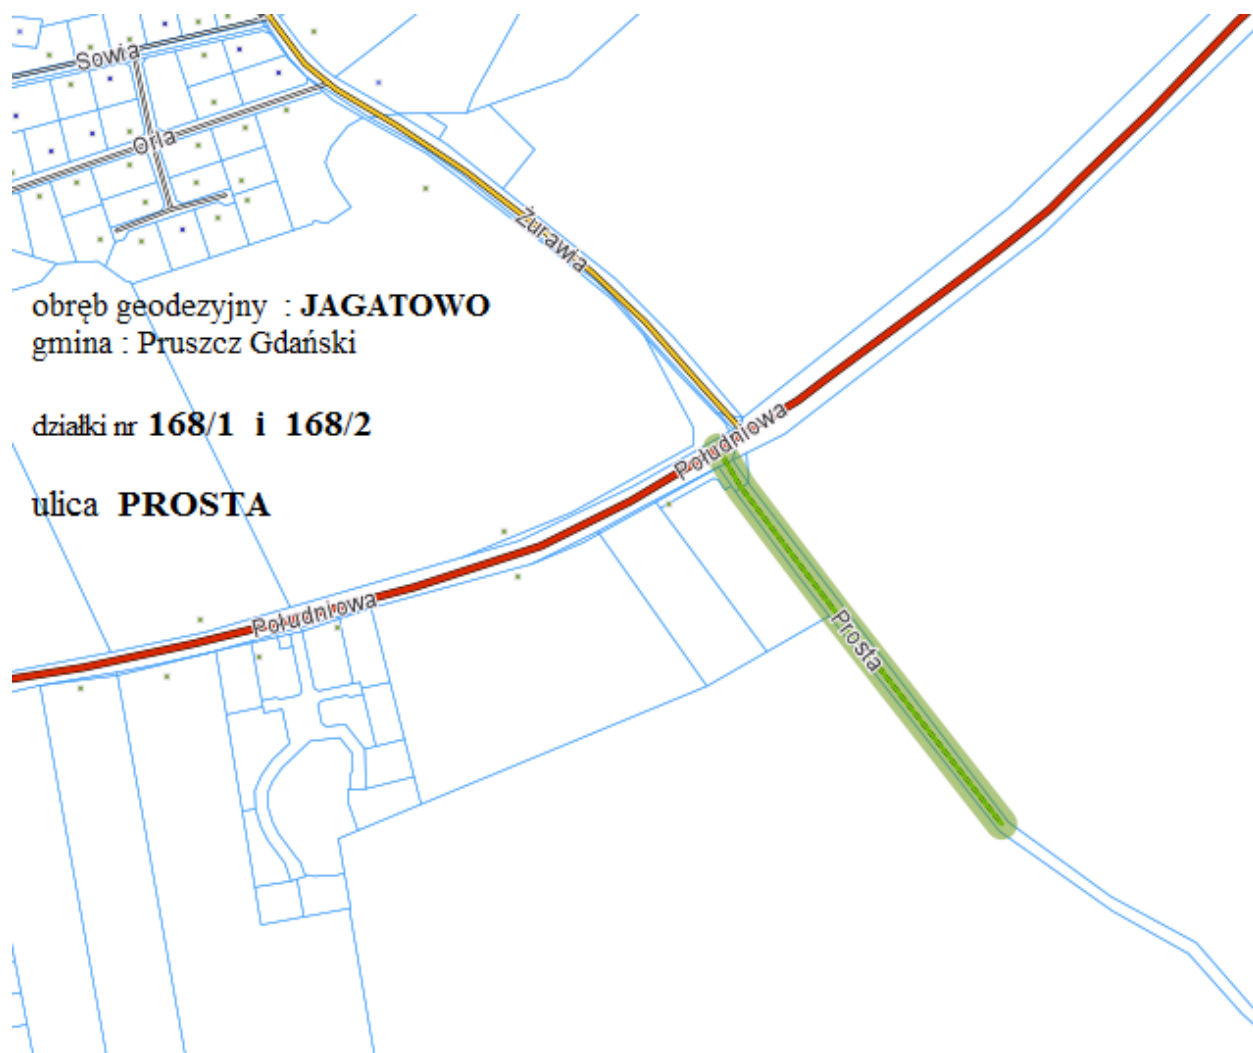 Sowia
Orla
Żurawia
obręb geodezyjny : JAGATOWO
gmina : Pruszcz Gdański
działki nr 168/1 i 168/2
Południowa
ulica PROSTA
Południowa
Prosta